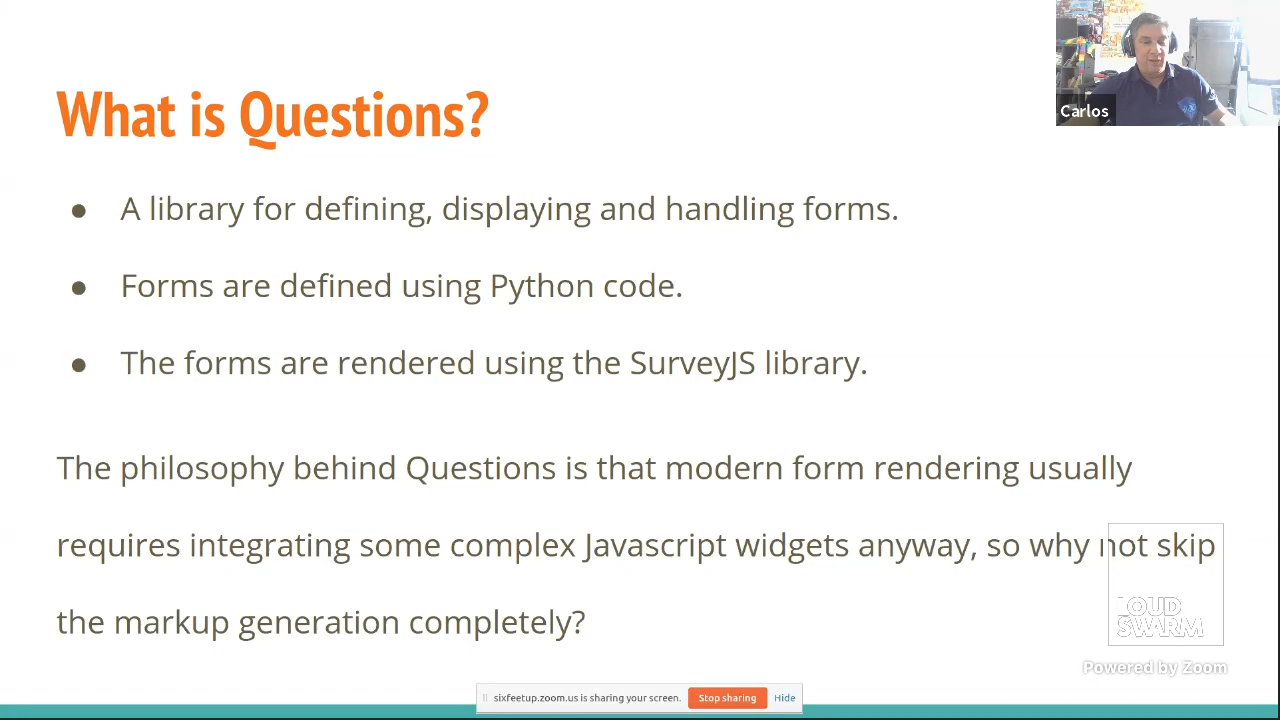 What is Questions?
Carlos
● A library for defining, displaying and handling forms.
● Forms are defined using Python code.
● The forms are rendered using the SurveyJS library.
The philosophy behind Questions is that modern form rendering usually
requires integrating some complex Javascript widgets anyway, so why not skip
the markup generation completely?
LOUD
SWARM
Powered by Zoom
sixfeetup.zoom.us is sharing your screen. Stop sharing Hide